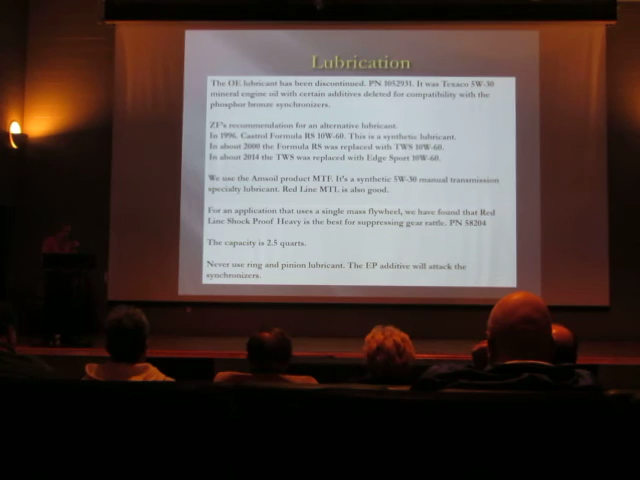 Lubrication
The OE lubricant has been discontinued. PN 1052931. It was Texaco 5W-30
mineral engine oil with certain additives deleted for compatibility with the
phosphor bronze synchronizers.
ZF's recommendation for an alternative lubricant.
In 1996. Castrol Formula RS 10W-60. This is a synthetic lubricant.
In about 2000 the Formula RS was replaced with TWS 10W-60.
In about 2014 the TWS was replaced with Edge Sport 10W-60.
We use the Amsoil product MTF. It's a synthetic 5W-30 manual transmission
specialty lubricant. Red Line MTL is also good.
For an application that uses a single mass flywheel, we have found that Red
Line Shock Proof Heavy is the best for suppressing gear rattle. PN 58204
The capacity is 2.5 quarts.
Never use ring and pinion lubricant. The EP additive will attack the
synchronizers.